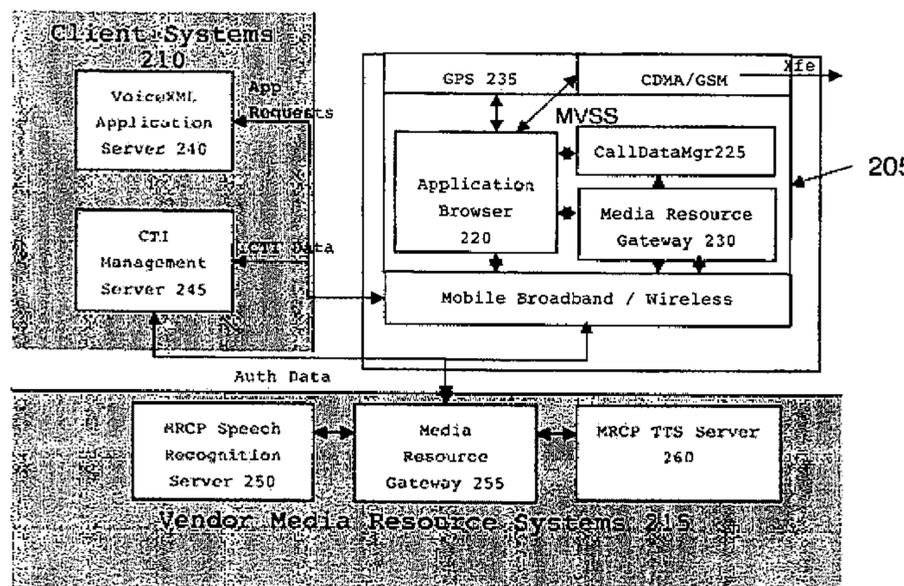 Client Systems
210
VoiceXML
Application
Server 240
App
Requests
CTI
Management
Server 245
CTI Data
GPS 235
CDMA/GSM
Xfe
MVSS
Application
Browser
220
CallDataMgr225
Media Resource
Gateway 230
205
Mobile Broadband / Wireless
Auth Data
MRCP Speech
Recognition
Server 250
Media
Resource
Gateway 255
MRCP TTS Server
260
Vendor Media Resource Systems 215